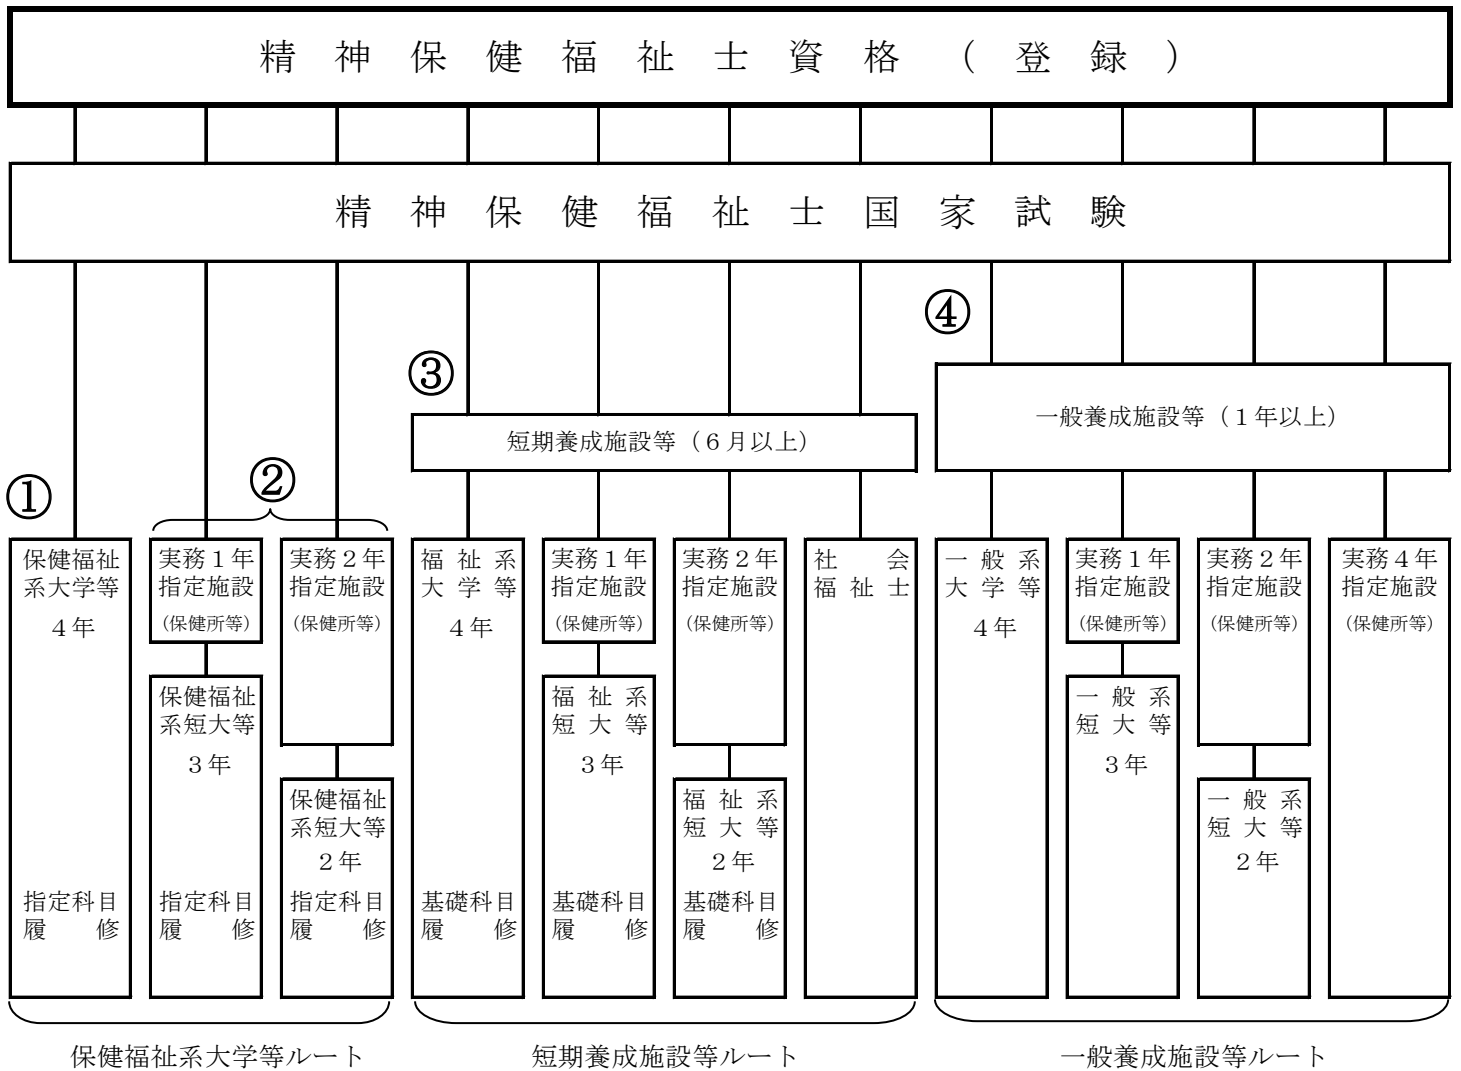 精神保健福祉士資格（登録）
精神保健福祉士国家試験
④
③
一般養成施設等（１年以上）
短期養成施設等（６月以上）
①
②
保健福祉
系大学等
４年
指定科目
履修
実務１年
指定施設
（保健所等）
保健福祉
系短大等
３年
指定科目
履修
実務２年
指定施設
（保健所等）
保健福祉
系短大等
２年
指定科目
履修
福祉系
大学等
４年
基礎科目
履修
実務１年
指定施設
（保健所等）
福祉系
短大等
３年
基礎科目
履修
実務２年
指定施設
（保健所等）
福祉系
短大等
２年
基礎科目
履修
社会
福祉士
一般系
大学等
４年
実務１年
指定施設
（保健所等）
一般系
短大等
３年
実務２年
指定施設
（保健所等）
一般系
短大等
２年
実務４年
指定施設
（保健所等）
保健福祉系大学等ルート
短期養成施設等ルート
一般養成施設等ルート